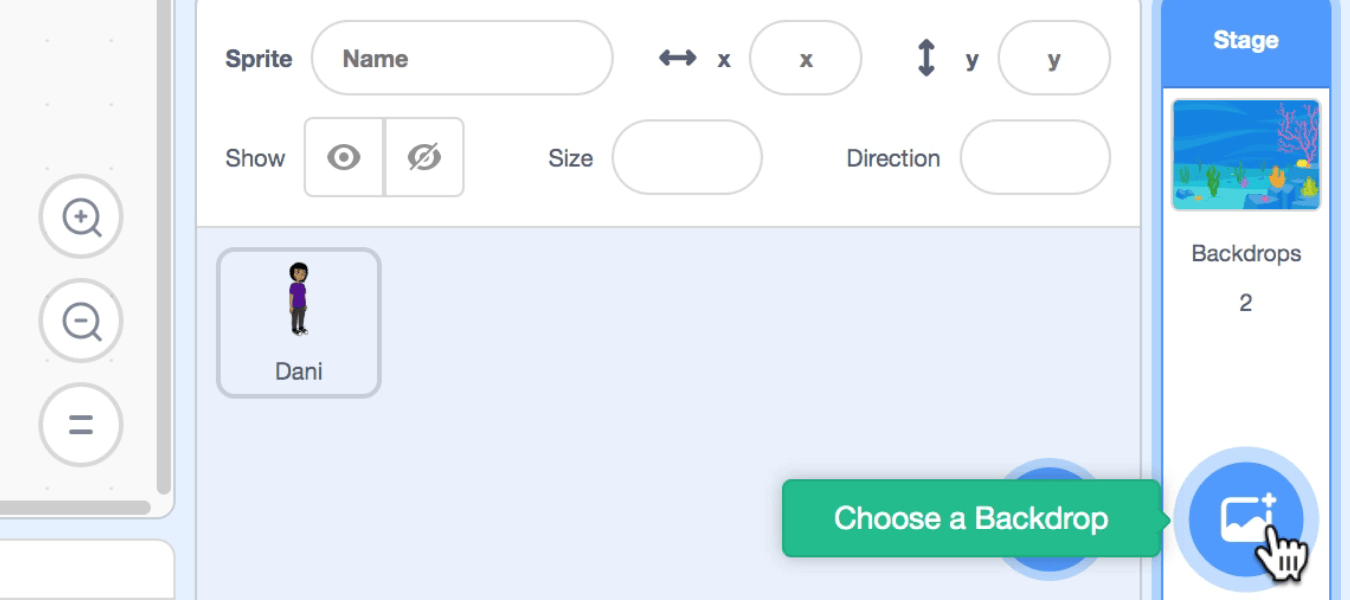 Sprite Name x x y y
Stage
Show Size Direction
Backdrops
2
Dani
Choose a Backdrop